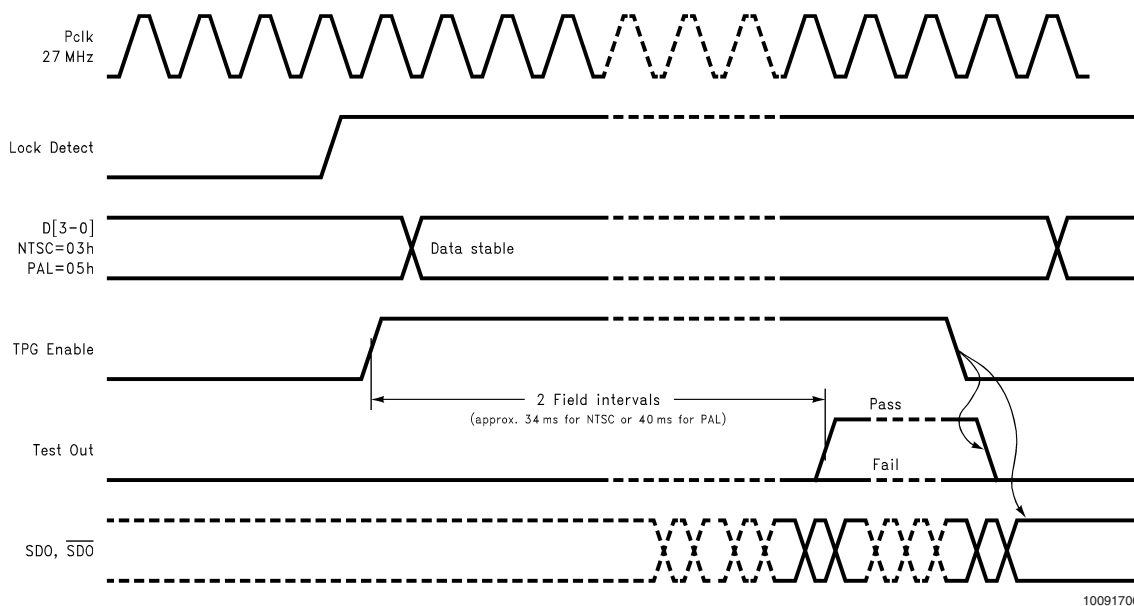 Pclk
27 MHz
Lock Detect
D[3-0]
NTSC=03h
PAL=05h
Data stable
TPG Enable
2 Field intervals
(approx. 34 ms for NTSC or 40 ms for PAL)
Pass
Test Out
Fail
SDO, S̅D̅O̅